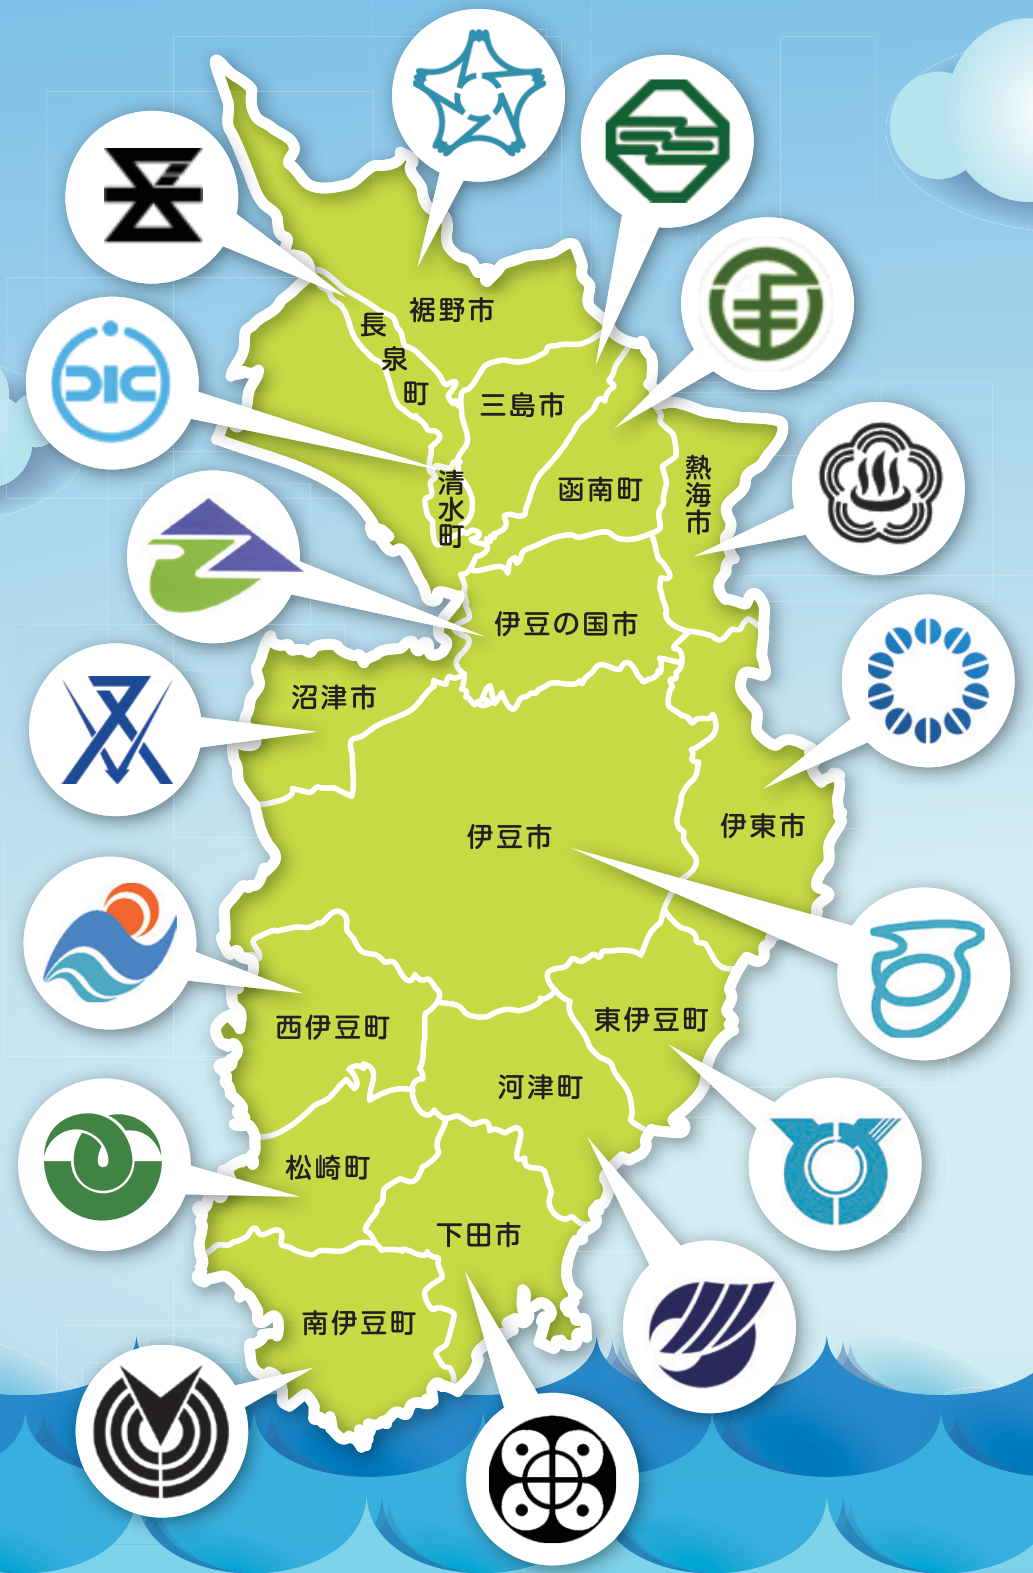 裾野市
長泉町
三島市
函南町
熱海市
清水町
伊豆の国市
沼津市
伊豆市
伊東市
西伊豆町
東伊豆町
河津町
松崎町
下田市
南伊豆町